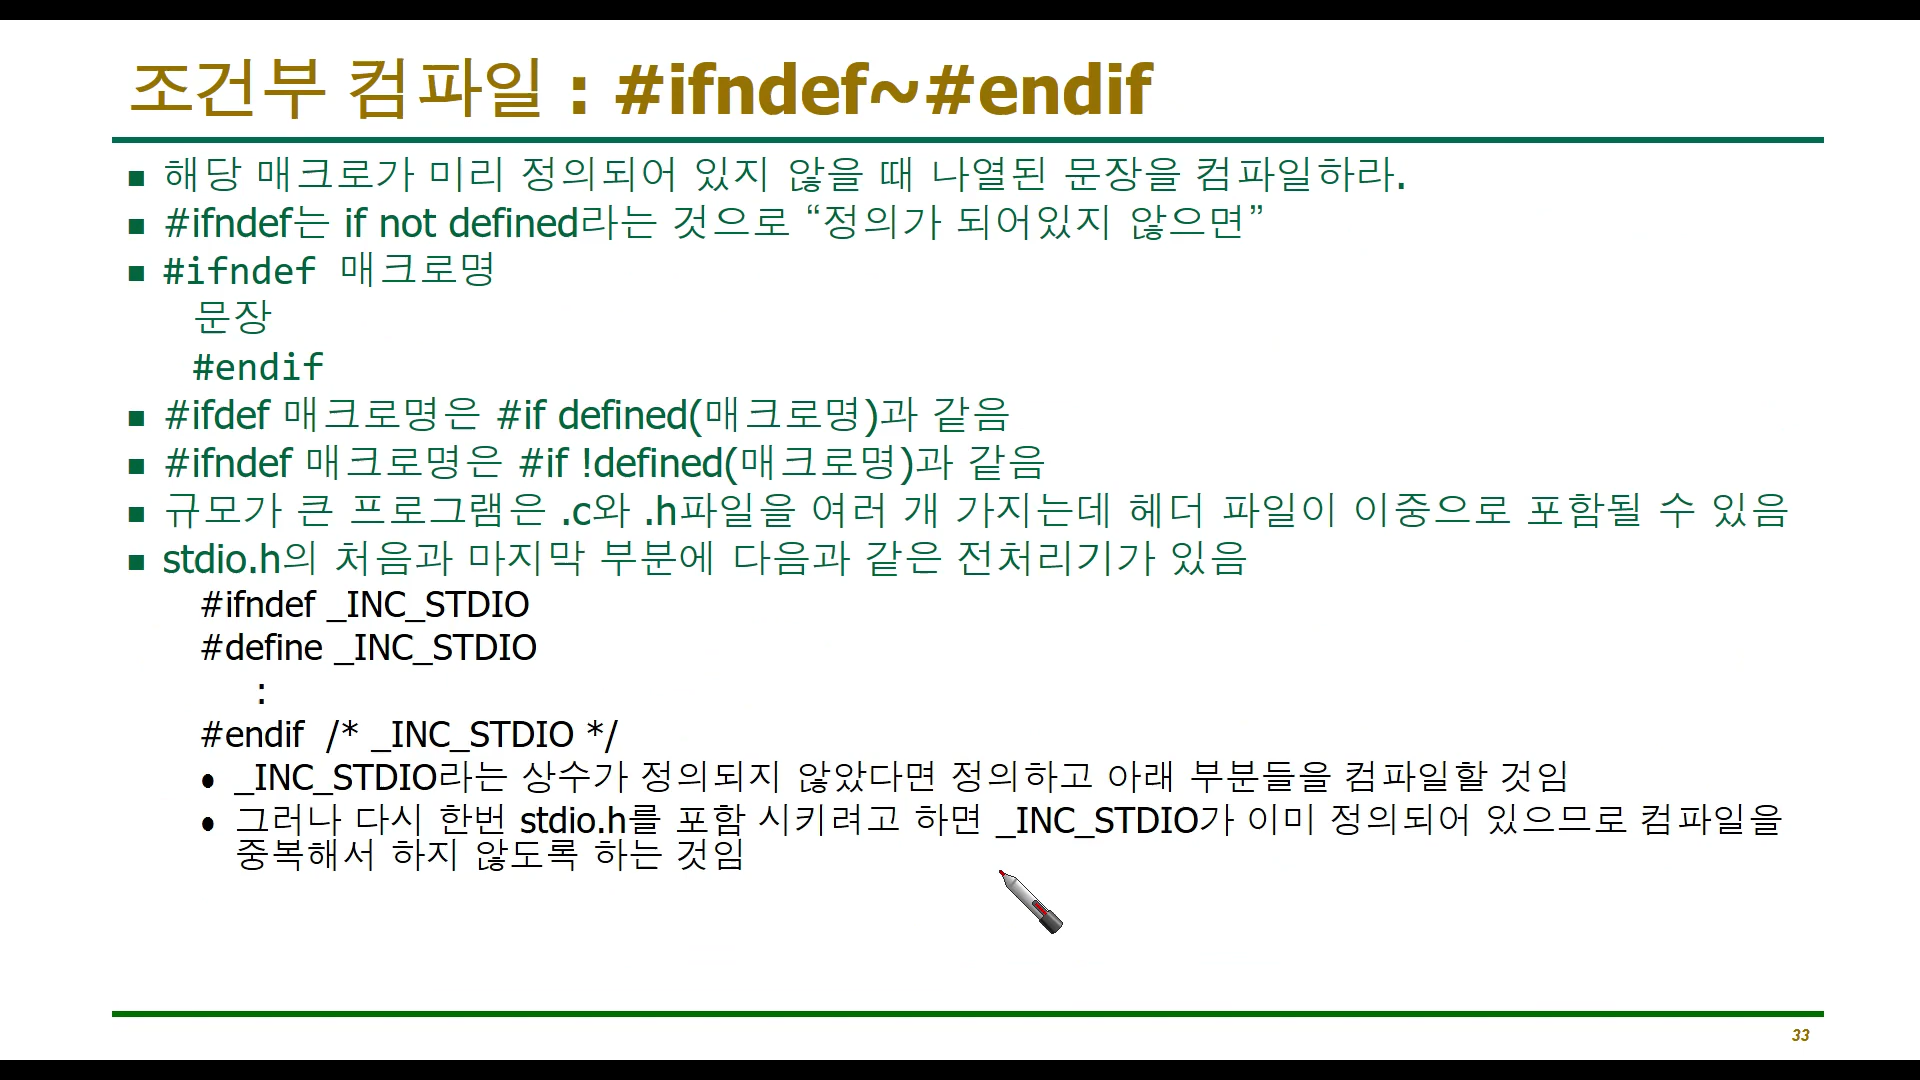 조건부 컴파일 : #ifndef~#endif
■ 해당 매크로가 미리 정의되어 있지 않을 때 나열된 문장을 컴파일하라.
■ #ifndef는 if not defined라는 것으로 “정의가 되어있지 않으면”
■ #ifndef 매크로명
문장
#endif
■ #ifdef 매크로명은 #if defined(매크로명)과 같음
■ #ifndef 매크로명은 #if !defined(매크로명)과 같음
■ 규모가 큰 프로그램은 .c와 .h파일을 여러 개 가지는데 헤더 파일이 이중으로 포함될 수 있음
■ stdio.h의 처음과 마지막 부분에 다음과 같은 전처리기가 있음
#ifndef _INC_STDIO
#define _INC_STDIO
:
#endif /* _INC_STDIO */
● _INC_STDIO라는 상수가 정의되지 않았다면 정의하고 아래 부분들을 컴파일할 것임
● 그러나 다시 한번 stdio.h를 포함 시키려고 하면 _INC_STDIO가 이미 정의되어 있으므로 컴파일을
중복해서 하지 않도록 하는 것임
33